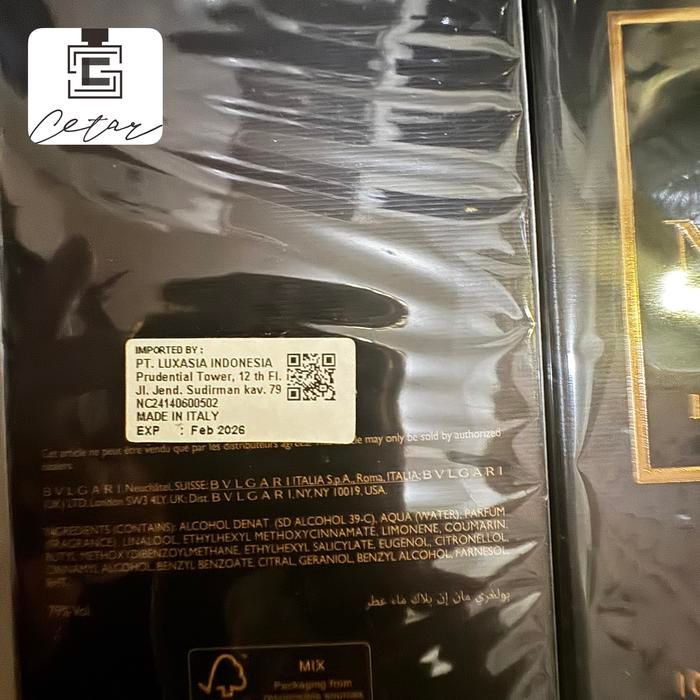 Cetar
IMPORTED BY :
PT. LUXASIA INDONESIA
Prudential Tower, 12 th Fl.
Jl. Jend. Sudirman kav. 79
NC24140600502
MADE IN ITALY
EXP : Feb 2026
Cet article ne peut être vendu que par les distributeurs may only be sold by authorized
BVLGARI, Neuchâtel, SUISSE; BVLGARI ITALIA S.p.A., Roma, ITALIA; BVLGARI
(UK) LTD. London SW3 4LY. UK; Dist. BVLGARI, NY, NY 10019, USA.
INGREDIENTS (CONTAINS): ALCOHOL DENAT. (SD ALCOHOL 39-C), AQUA (WATER), PARFUM
(FRAGRANCE), LINALOOL, ETHYLHEXYL METHOXYCINNAMATE, LIMONENE, COUMARIN,
BUTYL METHOXYDIBENZOYLMETHANE, ETHYLHEXYL SALICYLATE, EUGENOL, CITRONELLOL,
CINNAMYL ALCOHOL, BENZYL BENZOATE, CITRAL, GERANIOL, BENZYL ALCOHOL, FARNESOL,
BHT.
بولغري مان إن بلاك ماء عطر
79% Vol
MIX
Packaging from
responsible sources